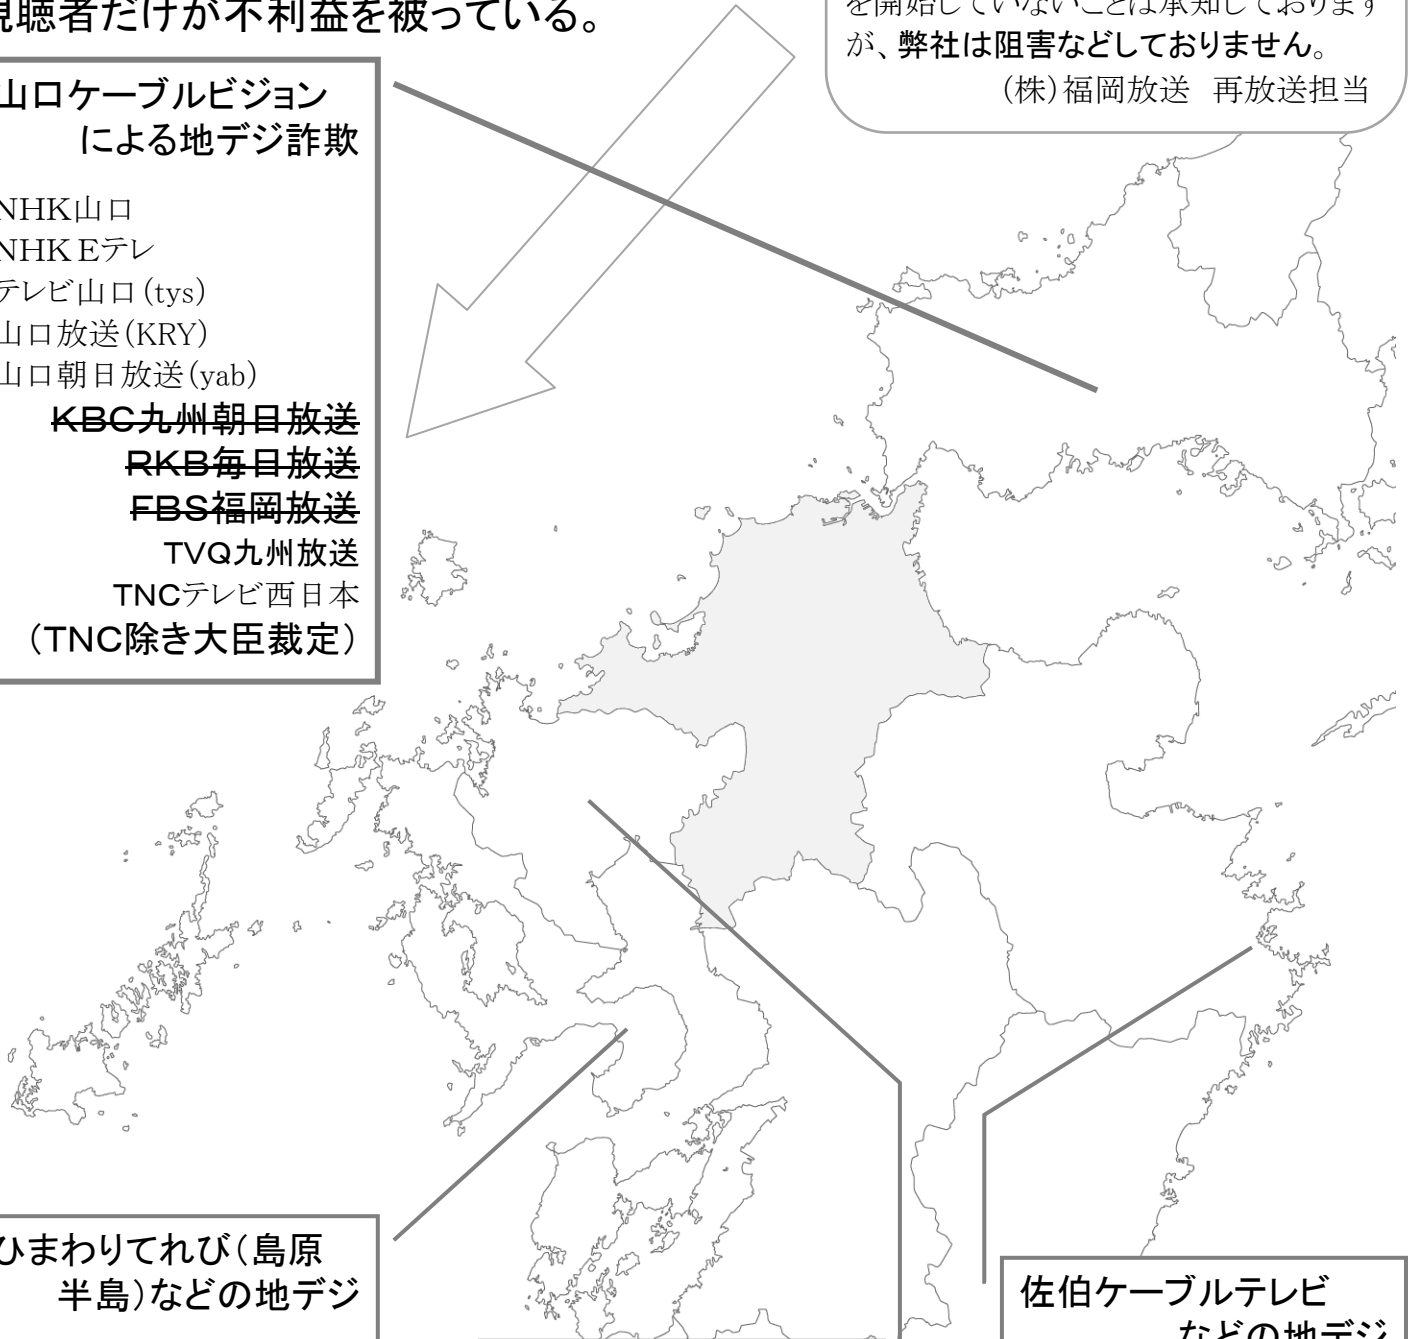 視聴者だけが不利益を被っている。
を開始していないことは承知しております
が、弊社は阻害などしておりません。
(株)福岡放送 再放送担当
山口ケーブルビジョン
による地デジ詐欺
NHK山口
NHK Eテレ
テレビ山口(tys)
山口放送(KRY)
山口朝日放送(yab)
KBC九州朝日放送
RKB毎日放送
FBS福岡放送
TVQ九州放送
TNCテレビ西日本
(TNC除き大臣裁定)
ひまわりてれび(島原
半島)などの地デジ
佐伯ケーブルテレビ
などの地デジ